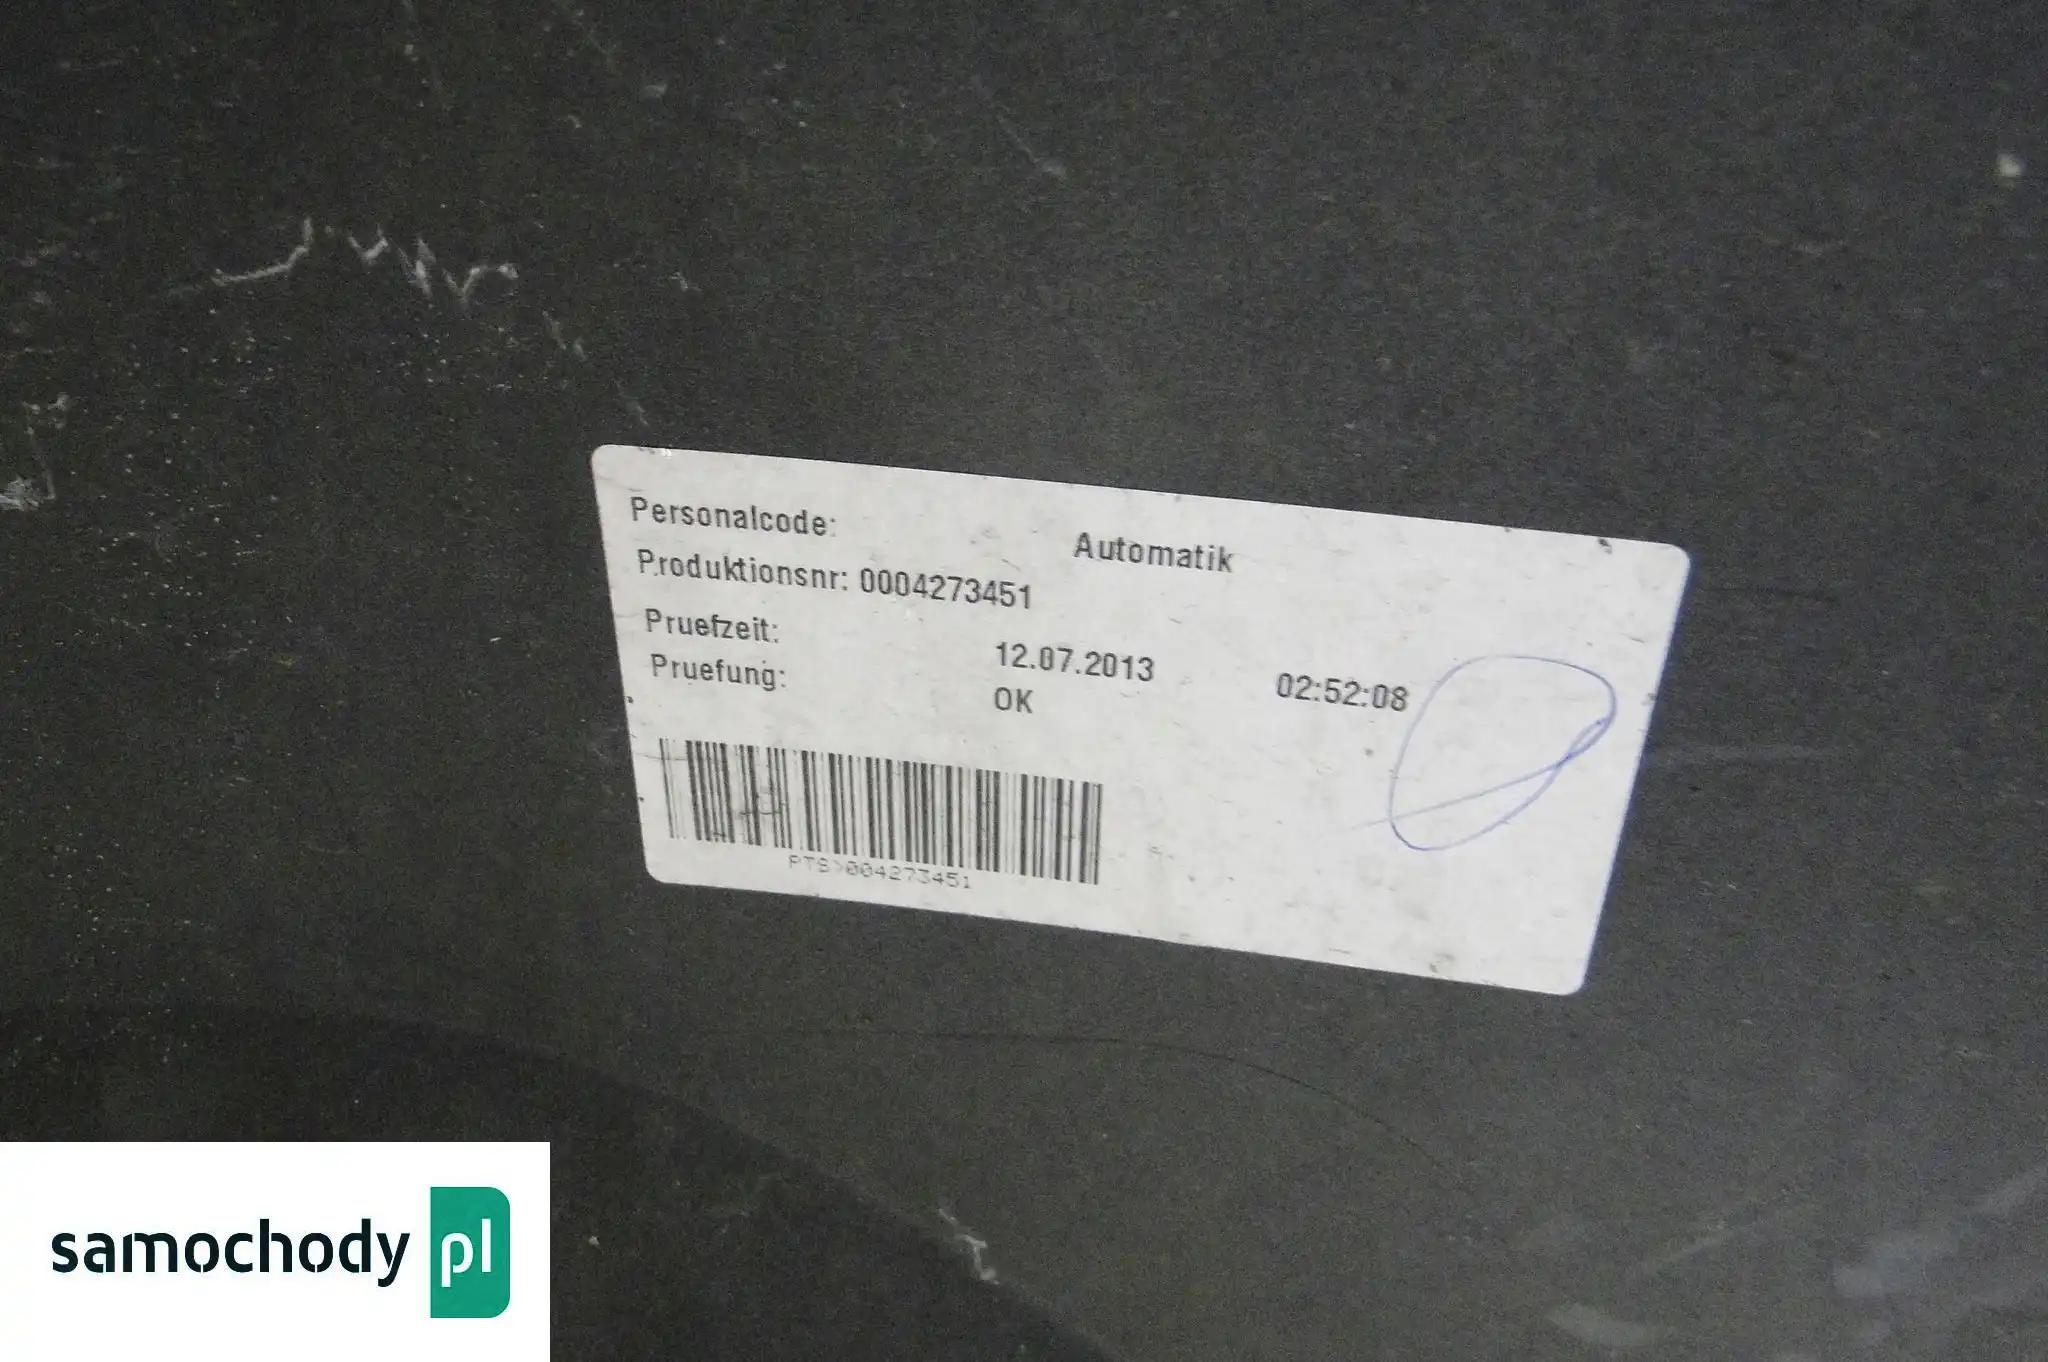 Personalcode: Automatik
Produktionsnr: 0004273451
Pruefzeit: 12.07.2013 02:52:08
Pruefung: OK
PTS>004273451
samochody pl